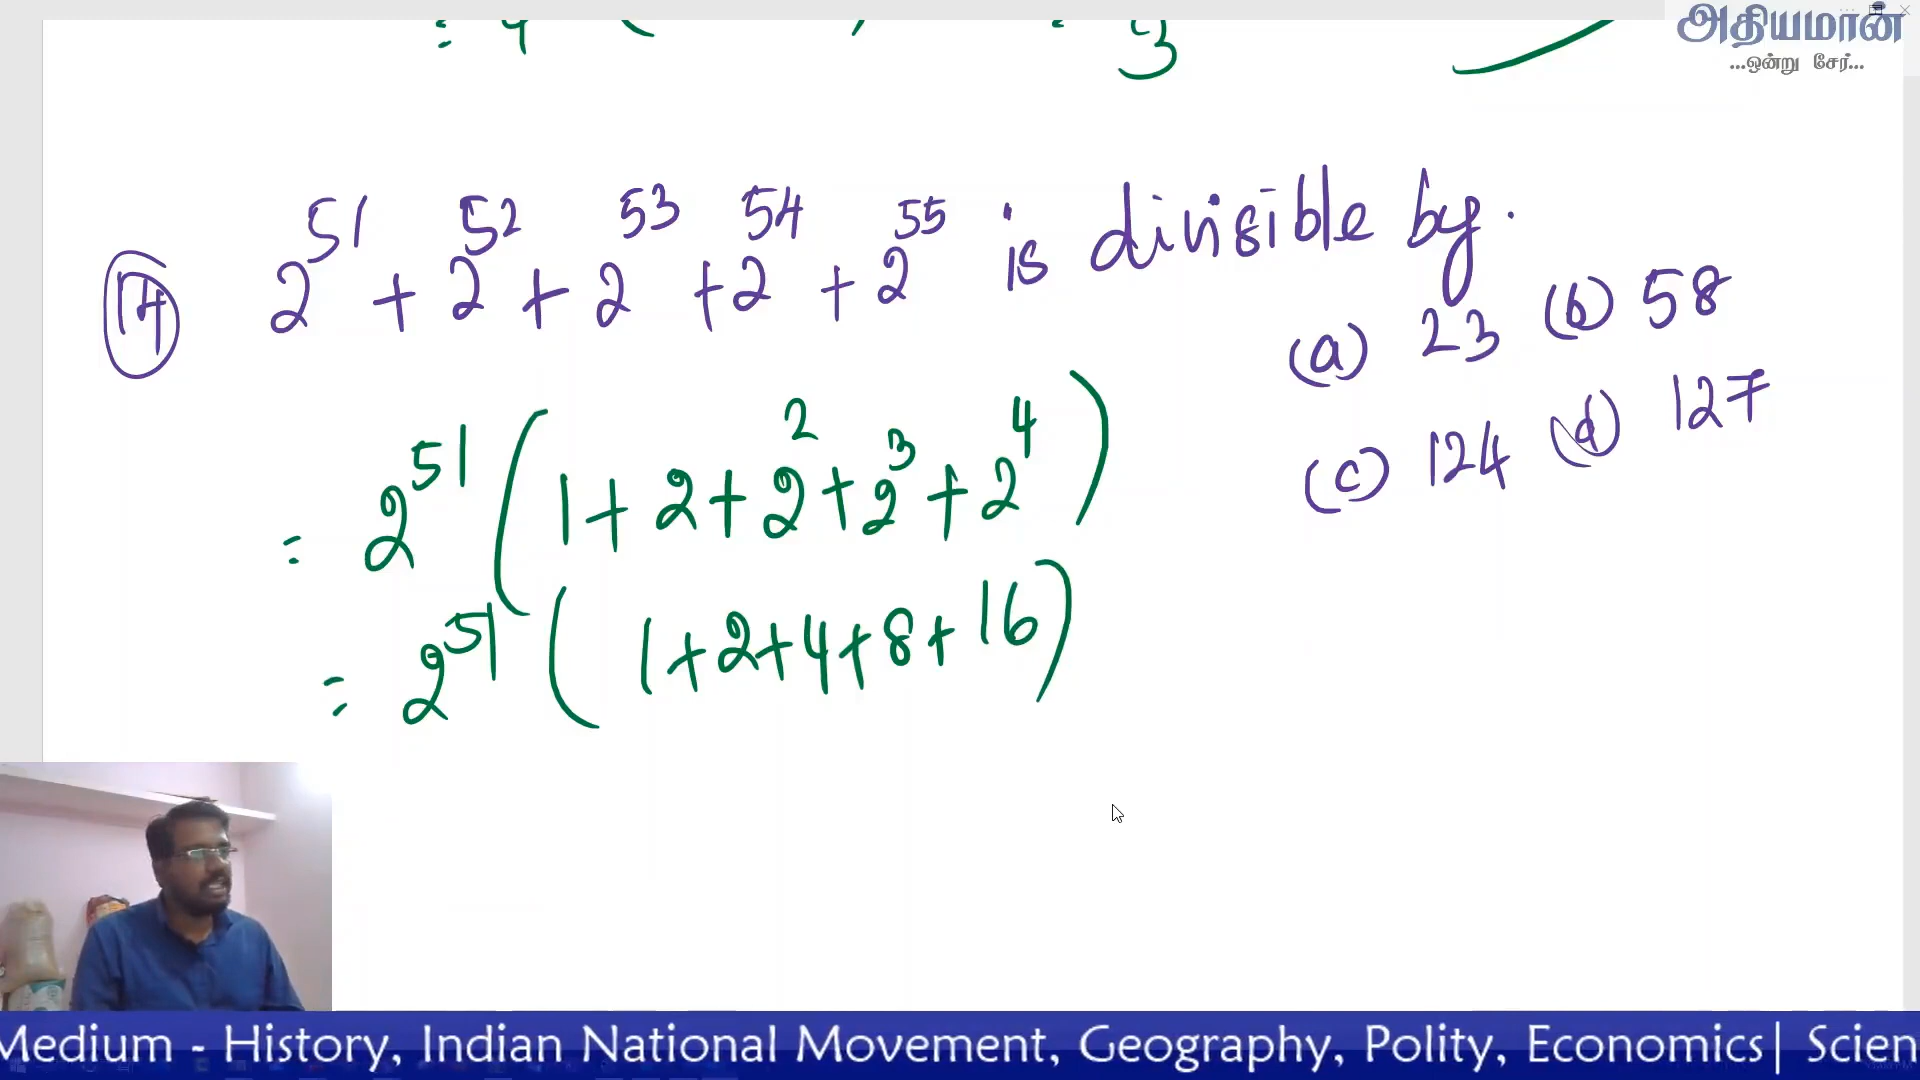 அதியமான்
...ஒன்று சேர்...
14 2^51 + 2^52 + 2^53 + 2^54 + 2^55 is divisible by.
(a) 23 (b) 58
(c) 124 (d) 127
= 2^51 (1 + 2 + 2^2 + 2^3 + 2^4)
= 2^51 (1 + 2 + 4 + 8 + 16)
Medium - History, Indian National Movement, Geography, Polity, Economics| Scien